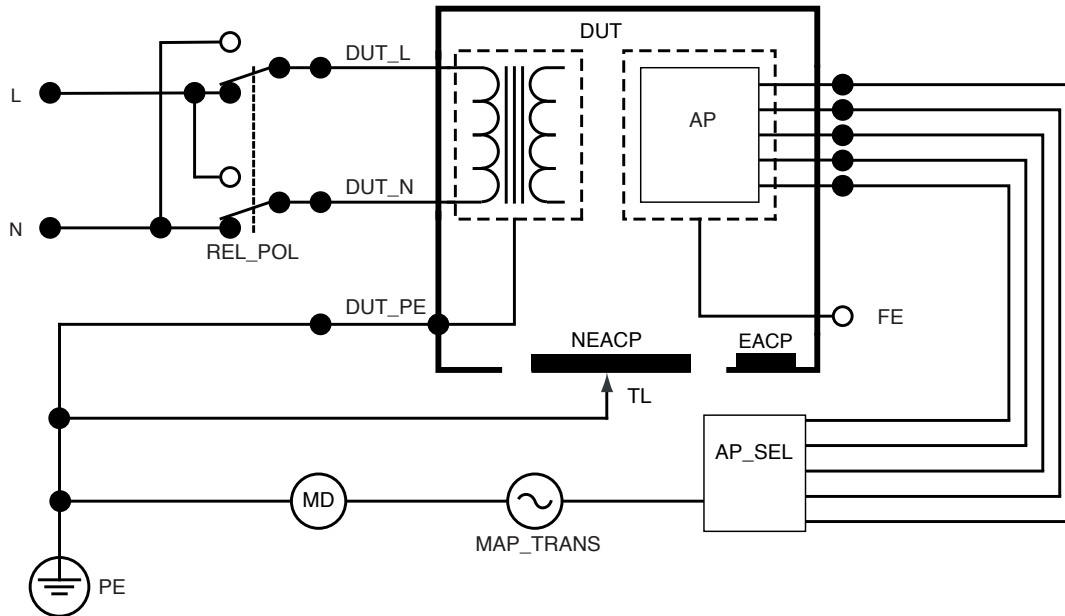 DUT
DUT_L
AP
L
DUT_N
N
REL_POL
DUT_PE
FE
NEACP
EACP
TL
AP_SEL
MD
MAP_TRANS
PE